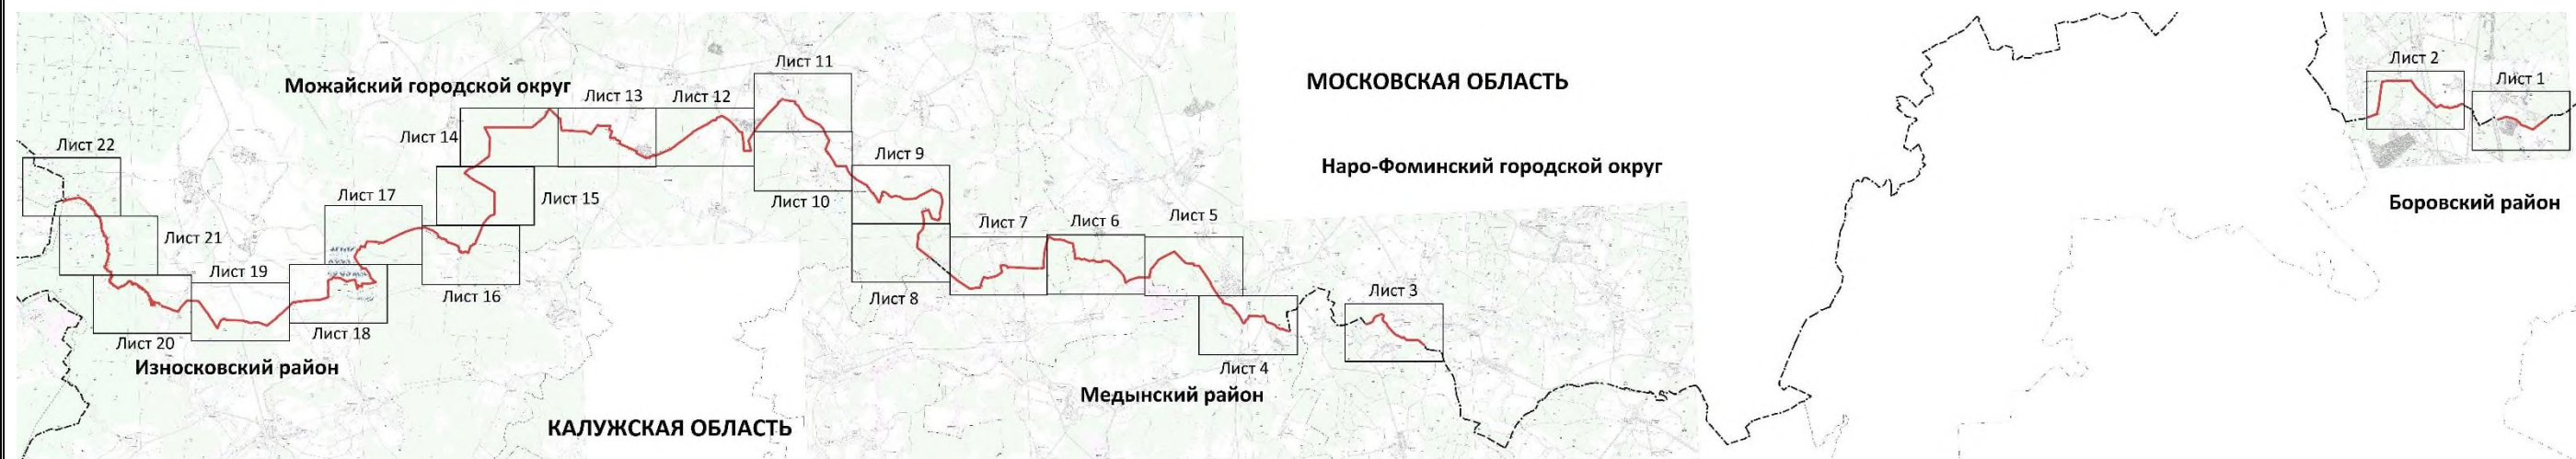 Лист 11
Лист 2
МОСКОВСКАЯ ОБЛАСТЬ
Можайский городской округ
Лист 1
Лист 13
Лист 12
Лист 14
Лист 22
Лист 9
Наро-Фоминский городской округ
Лист 17
Лист 15
Лист 10
Боровский район
Лист 7
Лист 6
Лист 5
Лист 21
Лист 19
Лист 16
Лист 8
Лист 3
Лист 18
Лист 20
Износковский район
Лист 4
Медынский район
КАЛУЖСКАЯ ОБЛАСТЬ